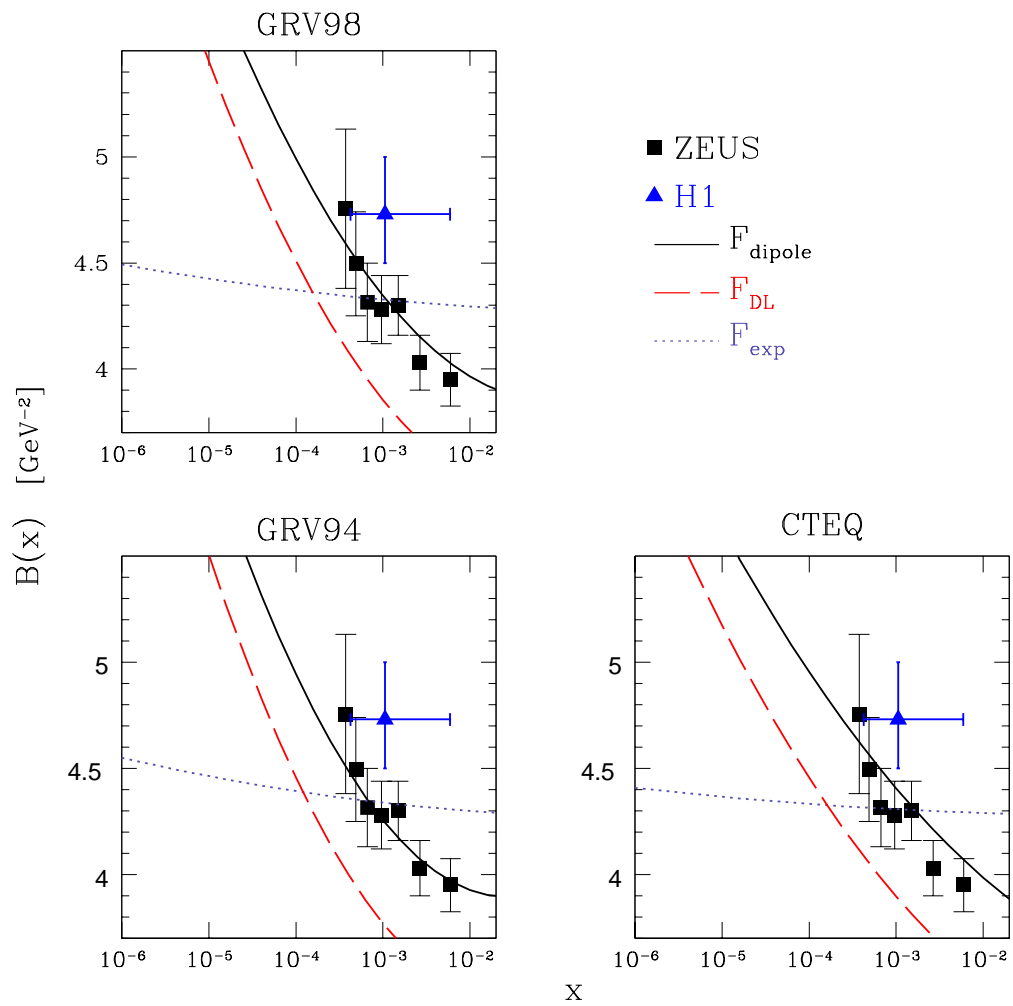 GRV98
5
4.5
4
10⁻⁶ 10⁻⁵ 10⁻⁴ 10⁻³ 10⁻²
ZEUS
H1
F_dipole
F_DL
F_exp
B(x) [GeV⁻²]
GRV94
5
4.5
4
10⁻⁶ 10⁻⁵ 10⁻⁴ 10⁻³ 10⁻²
CTEQ
5
4.5
4
10⁻⁶ 10⁻⁵ 10⁻⁴ 10⁻³ 10⁻²
x